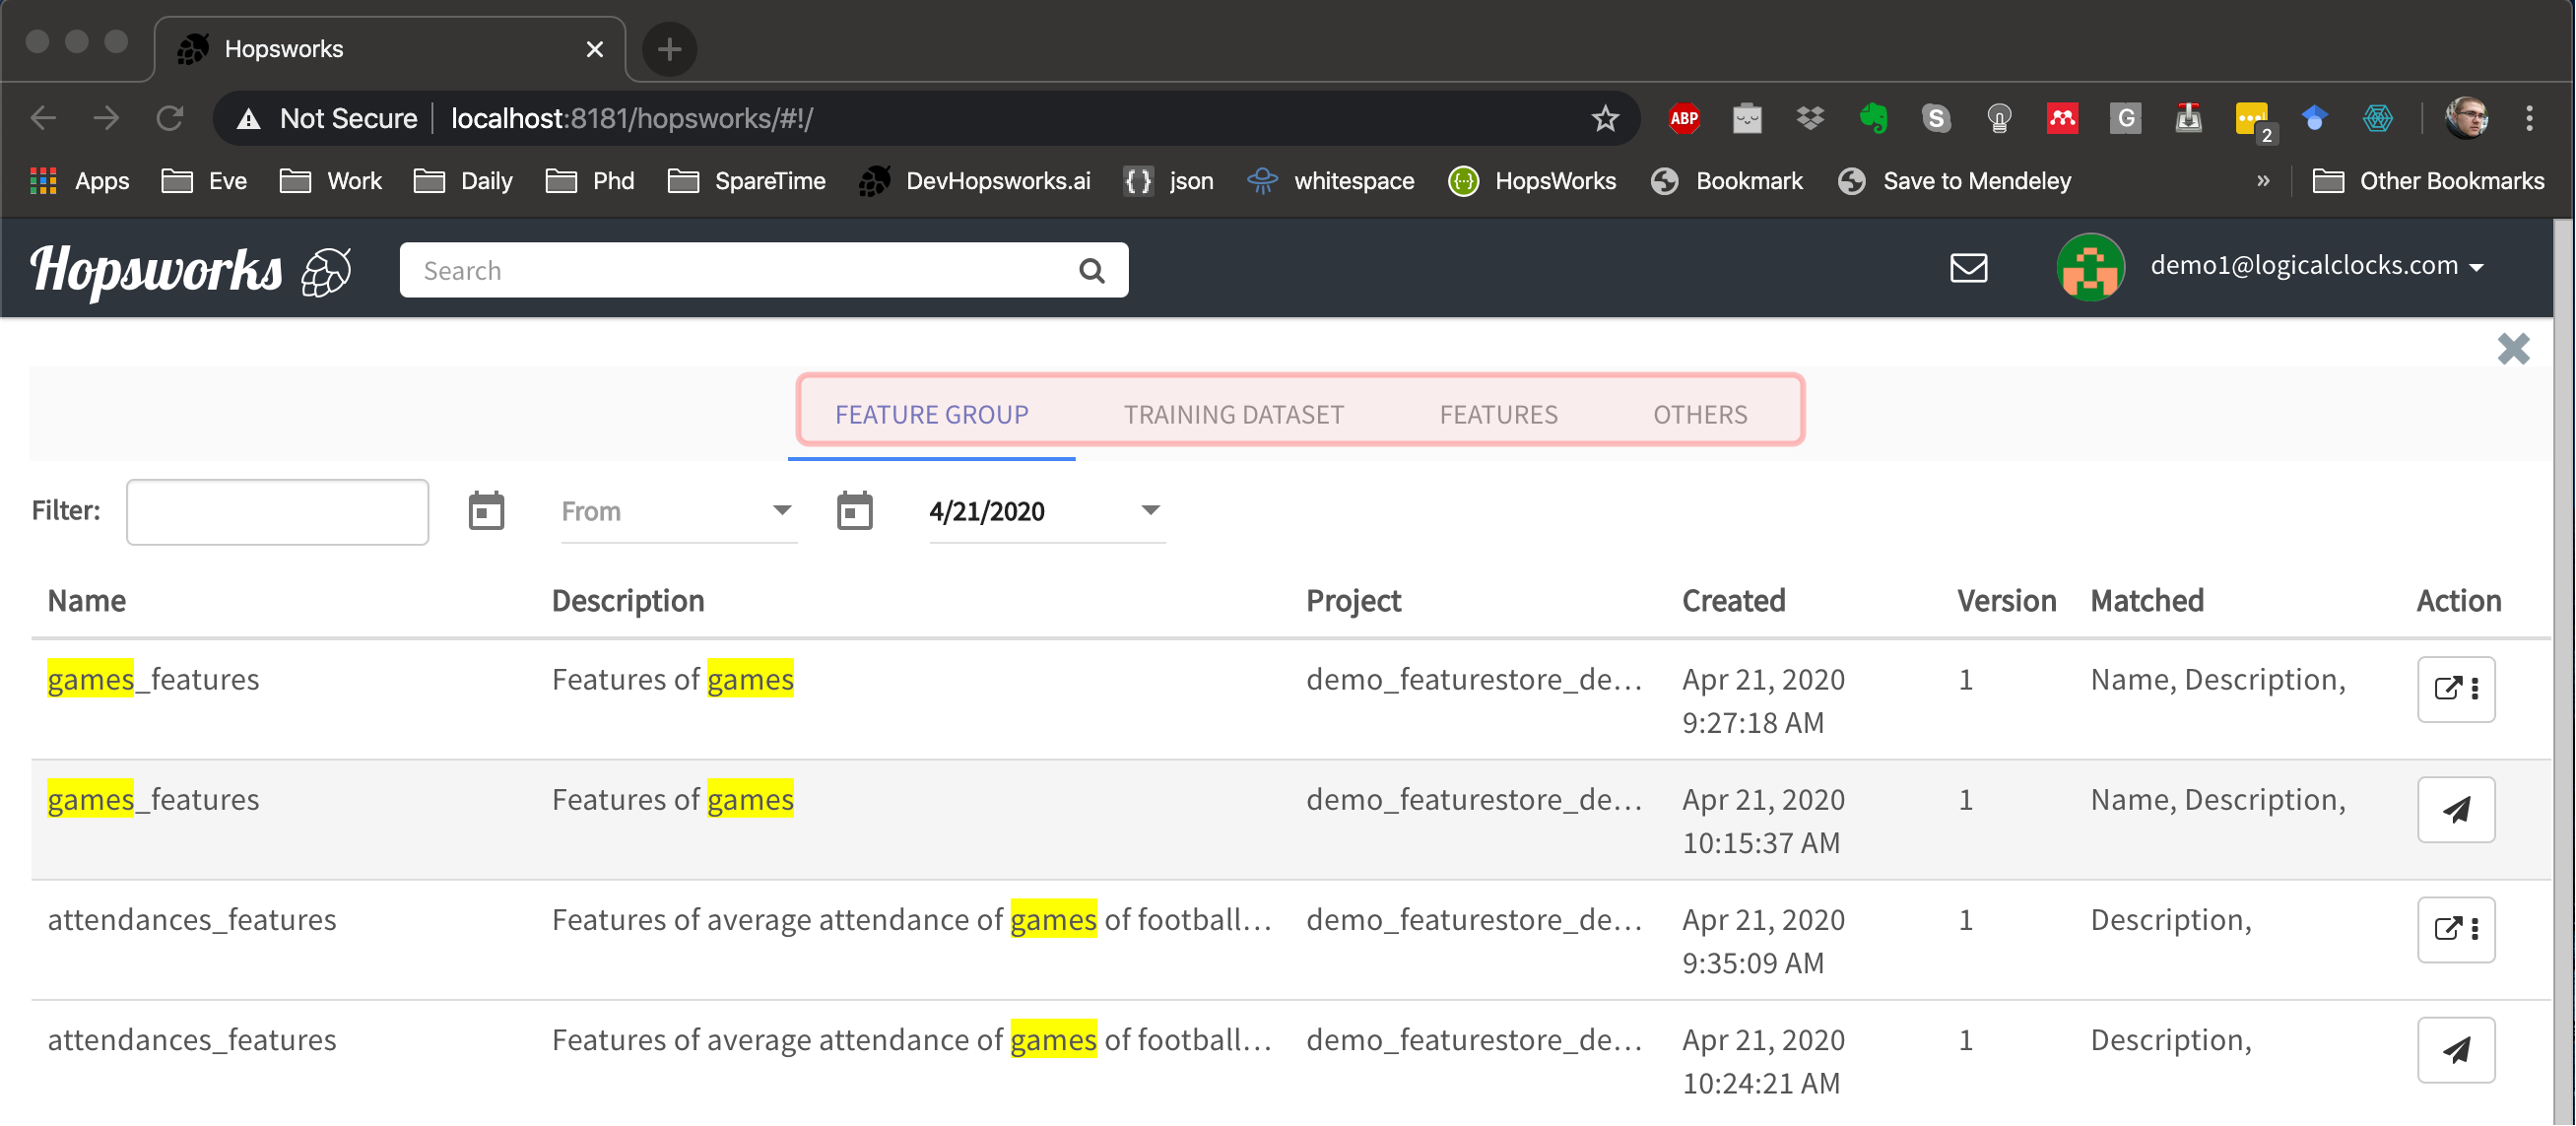 Hopsworks
Not Secure | localhost:8181/hopsworks/#!/
ABP S G 2
Apps Eve Work Daily Phd SpareTime DevHopsworks.ai {} json whitespace HopsWorks Bookmark Save to Mendeley » Other Bookmarks
Hopsworks Search demo1@logicalclocks.com
FEATURE GROUP TRAINING DATASET FEATURES OTHERS
Filter: From 4/21/2020
Name Description Project Created Version Matched Action
games_features Features of games demo_featurestore_de... Apr 21, 2020 1 Name, Description,
9:27:18 AM
games_features Features of games demo_featurestore_de... Apr 21, 2020 1 Name, Description,
10:15:37 AM
attendances_features Features of average attendance of games of football... demo_featurestore_de... Apr 21, 2020 1 Description,
9:35:09 AM
attendances_features Features of average attendance of games of football... demo_featurestore_de... Apr 21, 2020 1 Description,
10:24:21 AM